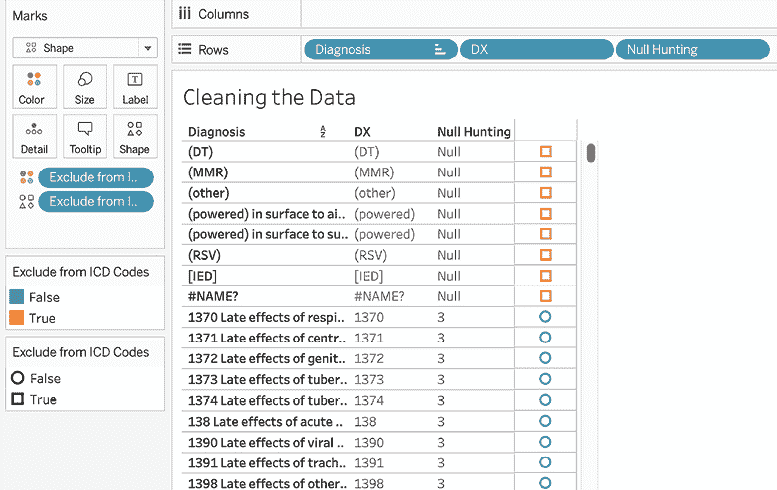 Marks
Columns
Shape
Rows
Diagnosis DX Null Hunting
Color Size Label
Detail Tooltip Shape
Exclude from I..
Exclude from I..
Exclude from ICD Codes
False
True
Exclude from ICD Codes
False
True
Cleaning the Data
Diagnosis DX Null Hunting
(DT) (DT) Null
(MMR) (MMR) Null
(other) (other) Null
(powered) in surface to ai.. (powered) Null
(powered) in surface to su.. (powered) Null
(RSV) (RSV) Null
[IED] [IED] Null
#NAME? #NAME? Null
1370 Late effects of respi.. 1370 3
1371 Late effects of centr.. 1371 3
1372 Late effects of genit.. 1372 3
1373 Late effects of tuber.. 1373 3
1374 Late effects of tuber.. 1374 3
138 Late effects of acute .. 138 3
1390 Late effects of viral .. 1390 3
1391 Late effects of trach.. 1391 3
1398 Late effects of other.. 1398 3